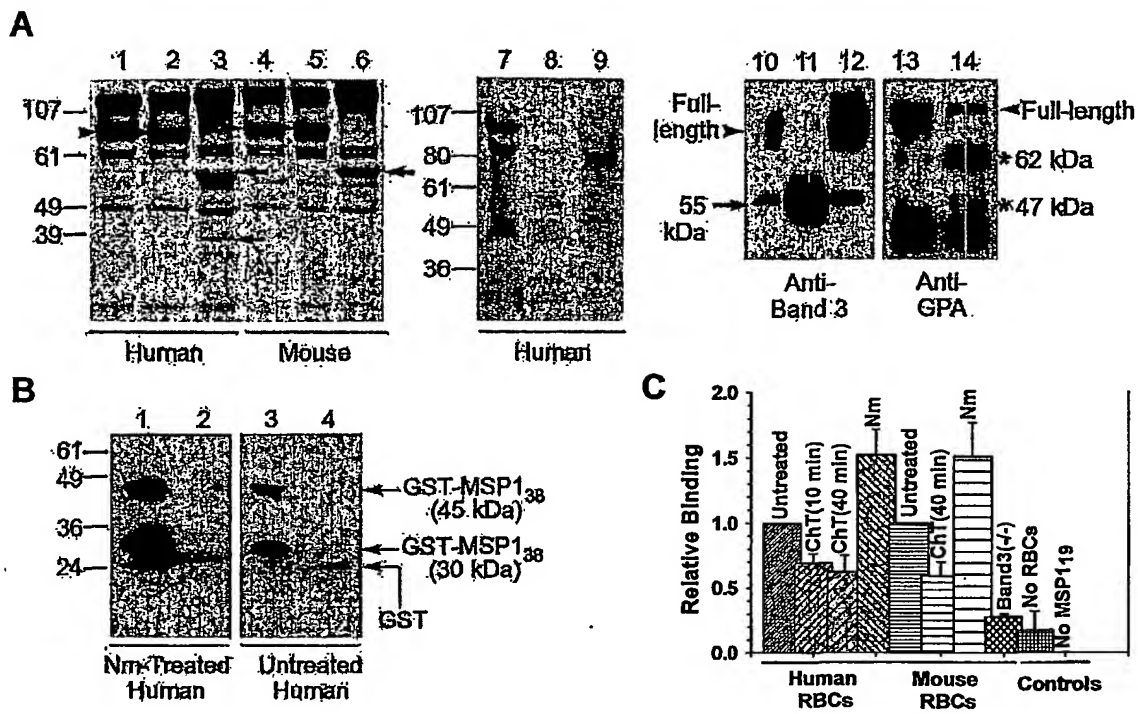 A
1 2 3 4 5 6
107
61
49
39
Human Mouse
7 8 9
107
80
61
49
36
Human
10 11 12 13 14
Full-
length
55
kDa
Full-length
*62 kDa
*47 kDa
Anti-
Band 3
Anti-
GPA
B
1 2 3 4
61
49
36
24
GST-MSP1₃₈
(45 kDa)
GST-MSP1₃₈
(30 kDa)
GST
Nm-Treated
Human
Untreated
Human
C
Relative Binding
2.0
1.5
1.0
0.5
0.0
Untreated
ChT(10 min)
ChT(40 min)
Nm
Untreated
ChT(40 min)
Nm
Band3(-/-)
No RBCs
No MSP1₁₉
Human
RBCs
Mouse
RBCs
Controls